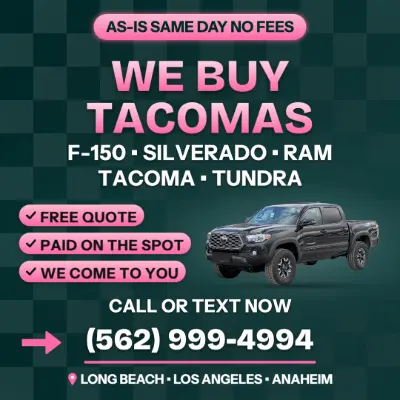 AS-IS SAME DAY NO FEES
WE BUY
TACOMAS
F-150 ▪ SILVERADO ▪ RAM
TACOMA ▪ TUNDRA
✓ FREE QUOTE
✓ PAID ON THE SPOT
✓ WE COME TO YOU
CALL OR TEXT NOW
(562) 999-4994
LONG BEACH ▪ LOS ANGELES ▪ ANAHEIM